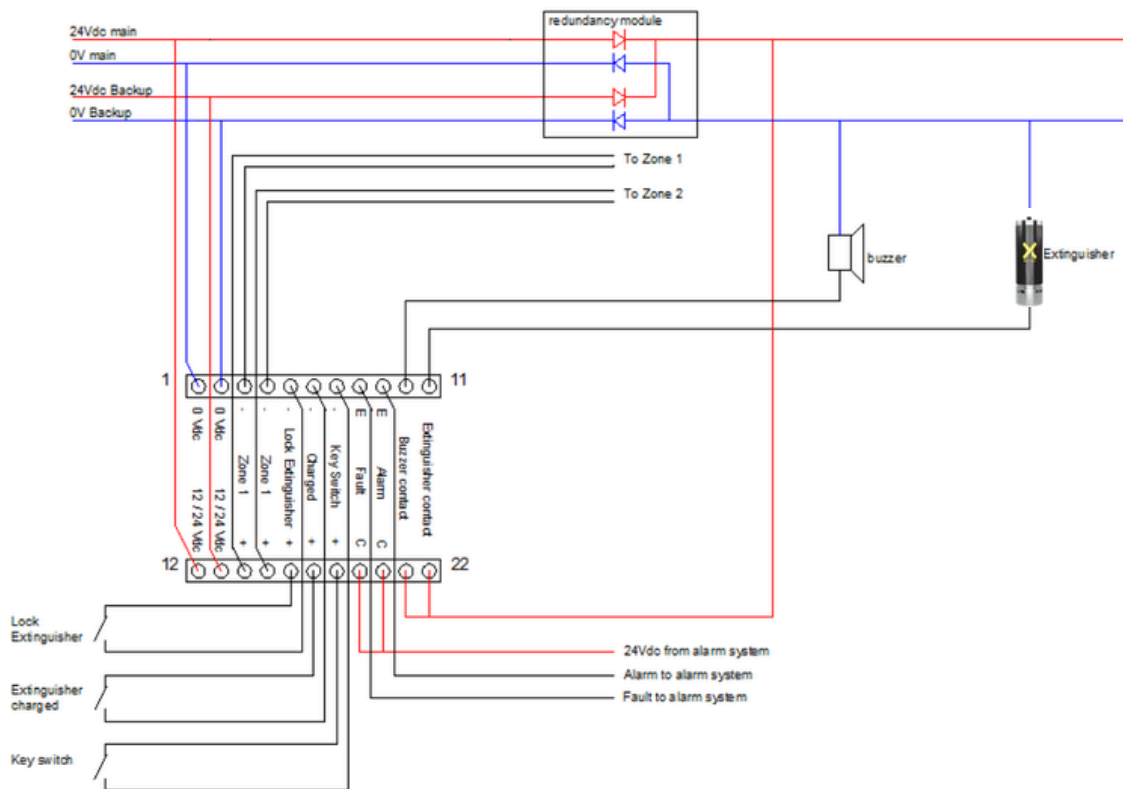 redundancy module
24Vdc main
0V main
24Vdc Backup
0V Backup
To Zone 1
To Zone 2
buzzer
Extinguisher
1
11
0 Vdc
0 Vdc
-
-
-
-
-
E
E
Zone 1
Zone 1
Lock Extinguisher
Charged
Key Switch
Fault
Alarm
Buzzer contact
Extinguisher contact
12 / 24 Vdc
12 / 24 Vdc
+
+
+
+
+
C
C
12
22
Lock
Extinguisher
Extinguisher
charged
Key switch
24Vdc from alarm system
Alarm to alarm system
Fault to alarm system